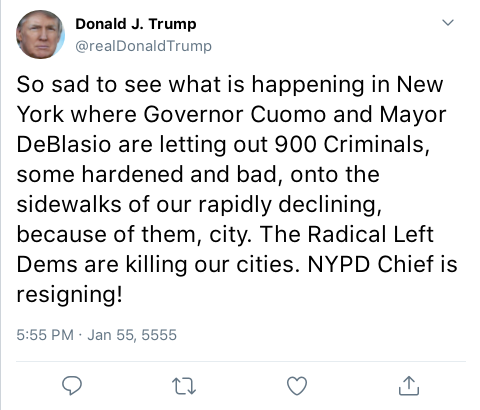 Donald J. Trump
@realDonaldTrump
So sad to see what is happening in New
York where Governor Cuomo and Mayor
DeBlasio are letting out 900 Criminals,
some hardened and bad, onto the
sidewalks of our rapidly declining,
because of them, city. The Radical Left
Dems are killing our cities. NYPD Chief is
resigning!
5:55 PM · Jan 55, 5555